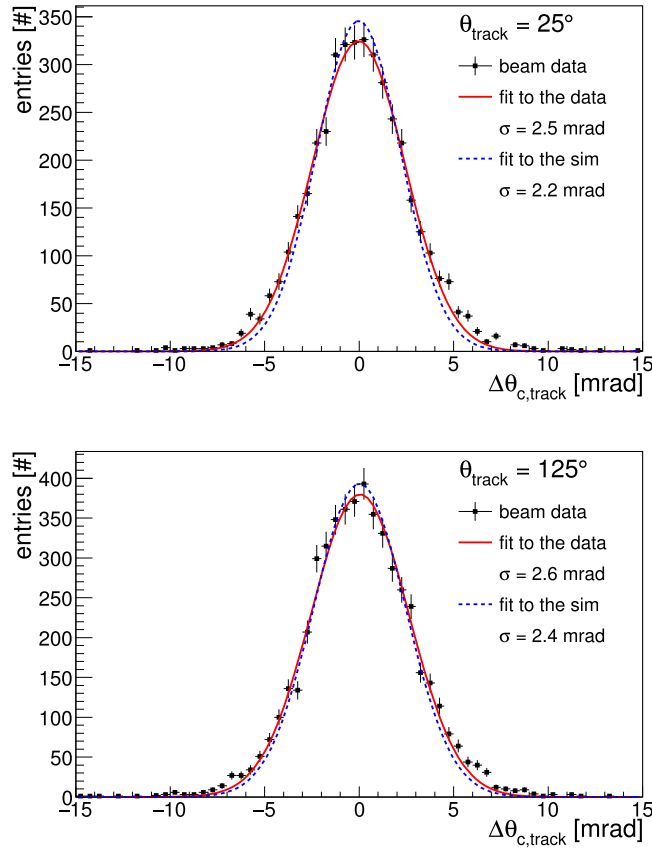 entries [#]
350
300
250
200
150
100
50
0
θtrack = 25°
beam data
fit to the data
σ = 2.5 mrad
fit to the sim
σ = 2.2 mrad
−15 −10 −5 0 5 10 15
Δθc,track [mrad]
entries [#]
400
350
300
250
200
150
100
50
0
θtrack = 125°
beam data
fit to the data
σ = 2.6 mrad
fit to the sim
σ = 2.4 mrad
−15 −10 −5 0 5 10 15
Δθc,track [mrad]